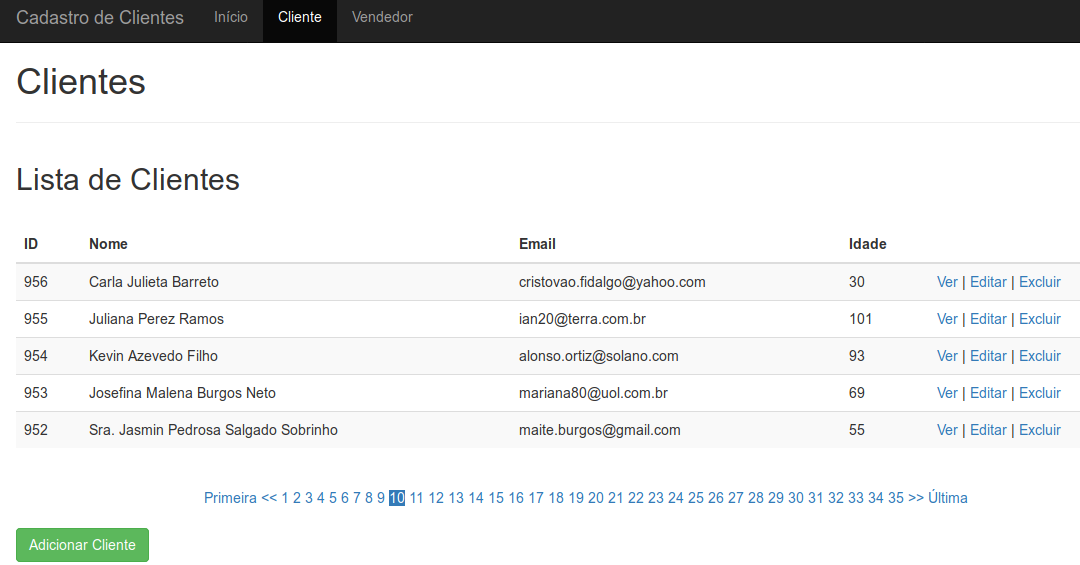 Cadastro de Clientes Início Cliente Vendedor
Clientes
Lista de Clientes
ID Nome Email Idade
956 Carla Julieta Barreto cristovao.fidalgo@yahoo.com 30 Ver | Editar | Excluir
955 Juliana Perez Ramos ian20@terra.com.br 101 Ver | Editar | Excluir
954 Kevin Azevedo Filho alonso.ortiz@solano.com 93 Ver | Editar | Excluir
953 Josefina Malena Burgos Neto mariana80@uol.com.br 69 Ver | Editar | Excluir
952 Sra. Jasmin Pedrosa Salgado Sobrinho maite.burgos@gmail.com 55 Ver | Editar | Excluir
Primeira << 1 2 3 4 5 6 7 8 9 10 11 12 13 14 15 16 17 18 19 20 21 22 23 24 25 26 27 28 29 30 31 32 33 34 35 >> Última
Adicionar Cliente